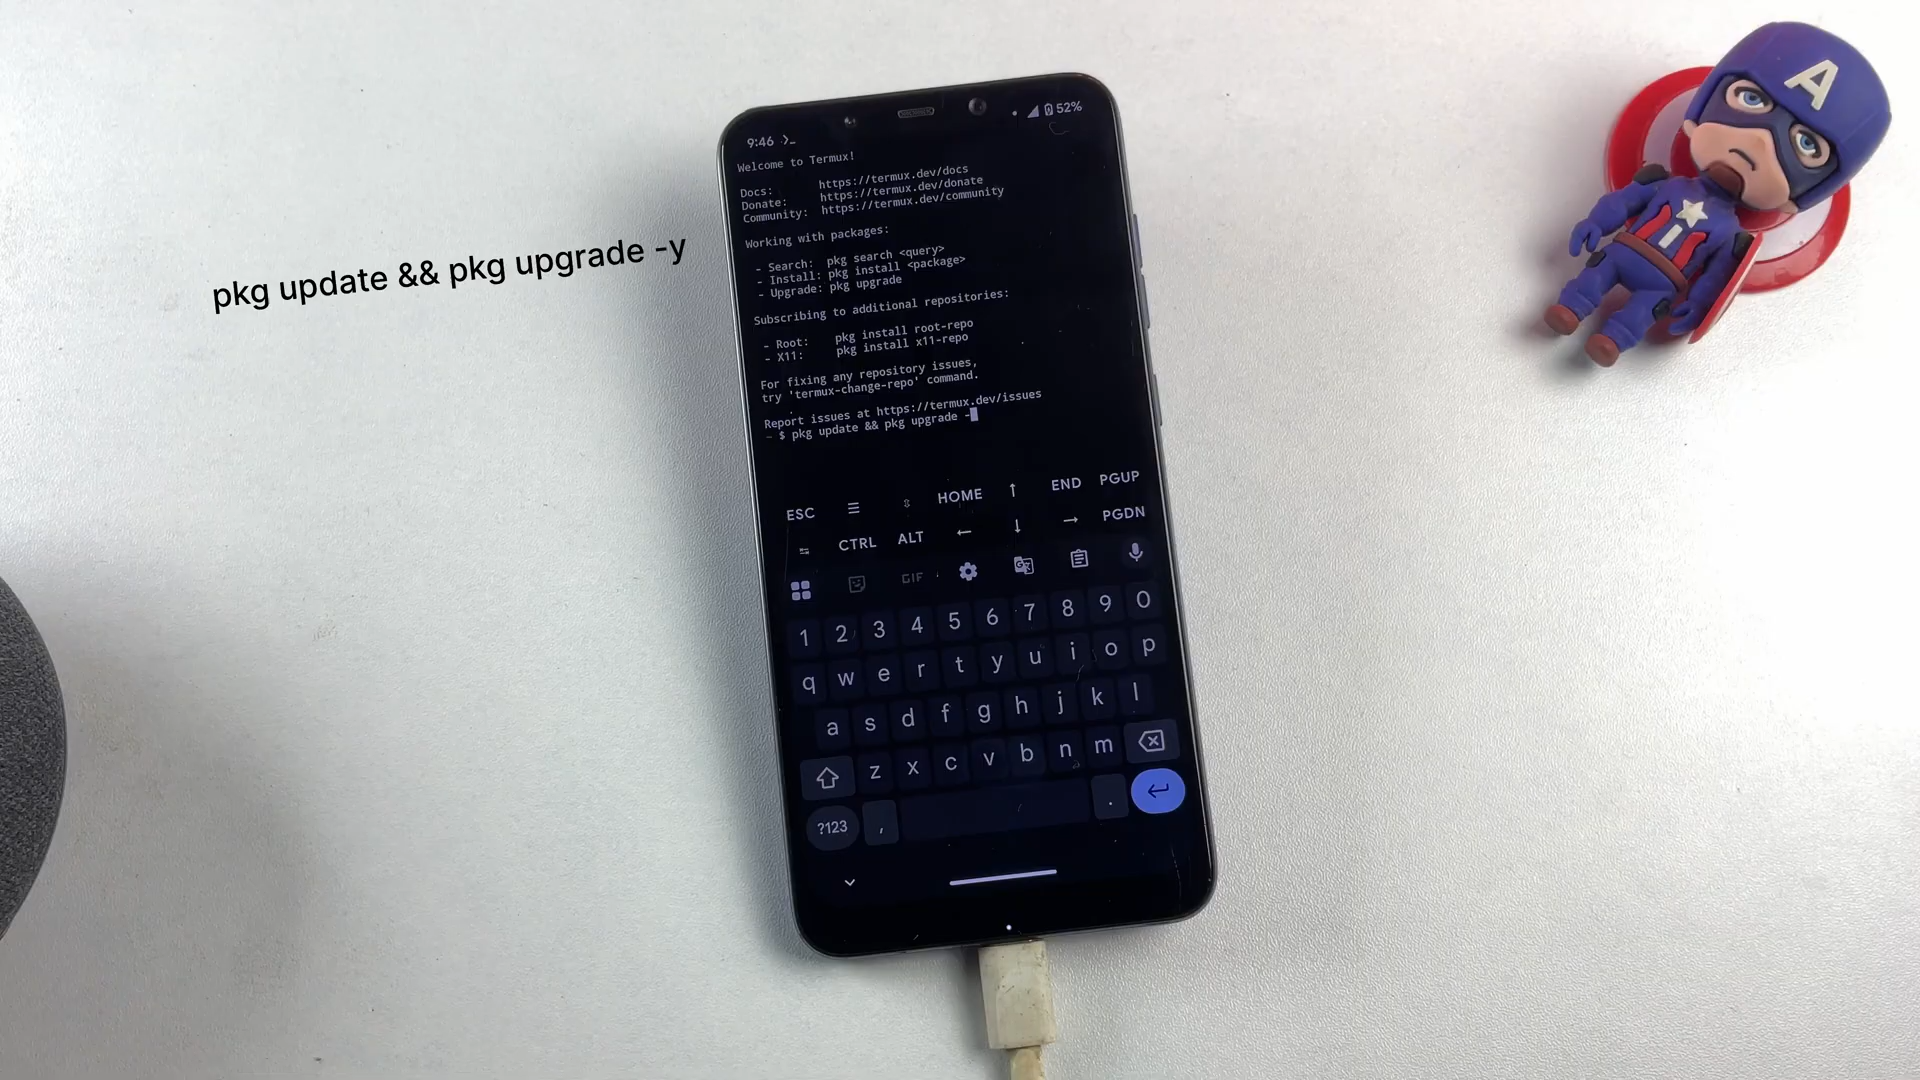 pkg update && pkg upgrade -y
9:46 >_ 52%
Welcome to Termux!
Docs: https://termux.dev/docs
Donate: https://termux.dev/donate
Community: https://termux.dev/community
Working with packages:
- Search: pkg search <query>
- Install: pkg install <package>
- Upgrade: pkg upgrade
Subscribing to additional repositories:
- Root: pkg install root-repo
- X11: pkg install x11-repo
For fixing any repository issues,
try 'termux-change-repo' command.
Report issues at https://termux.dev/issues
~ $ pkg update && pkg upgrade -
ESC ☰ HOME ↑ END PGUP
CTRL ALT ← ↓ → PGDN
GIF
1 2 3 4 5 6 7 8 9 0
q w e r t y u i o p
a s d f g h j k l
z x c v b n m
?123 , .
A